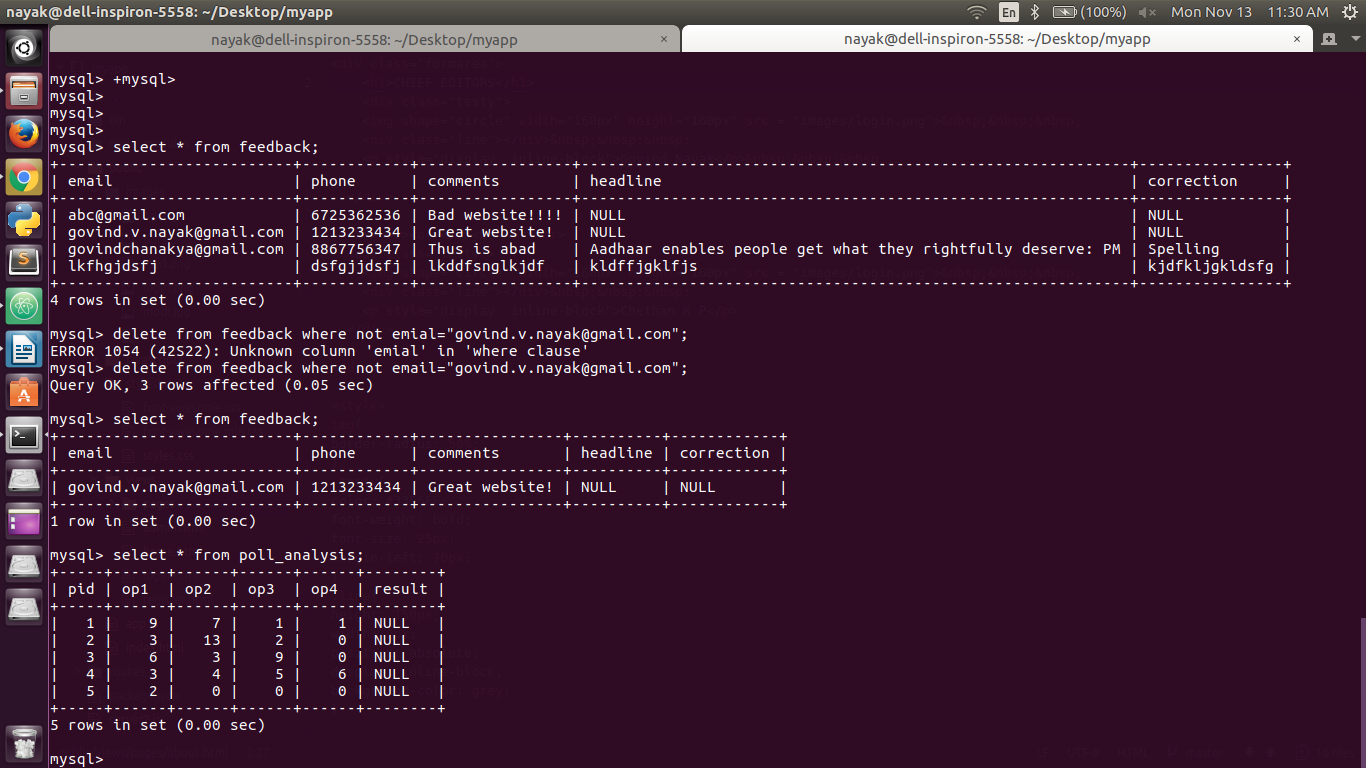 nayak@dell-inspiron-5558: ~/Desktop/myapp
En (100%) Mon Nov 13 11:30 AM
nayak@dell-inspiron-5558: ~/Desktop/myapp × nayak@dell-inspiron-5558: ~/Desktop/myapp ×
mysql> +mysql>
mysql>
mysql>
mysql>
mysql> select * from feedback;
+--------------------------+------------+----------------+-------------------------------------------------------------+---------------+
| email                    | phone      | comments       | headline                                                    | correction    |
+--------------------------+------------+----------------+-------------------------------------------------------------+---------------+
| abc@gmail.com            | 6725362536 | Bad website!!!! | NULL                                                        | NULL          |
| govind.v.nayak@gmail.com | 1213233434 | Great website!  | NULL                                                        | NULL          |
| govindchanakya@gmail.com | 8867756347 | Thus is abad    | Aadhaar enables people get what they rightfully deserve: PM | Spelling       |
| lkfhgjdsfj               | dsfgjjdsfj | lkddfsnglkjdf   | kldffjgklfjs                                                | kjdfkljgkldsfg |
+--------------------------+------------+----------------+-------------------------------------------------------------+---------------+
4 rows in set (0.00 sec)
mysql> delete from feedback where not emial="govind.v.nayak@gmail.com";
ERROR 1054 (42S22): Unknown column 'emial' in 'where clause'
mysql> delete from feedback where not email="govind.v.nayak@gmail.com";
Query OK, 3 rows affected (0.05 sec)
mysql> select * from feedback;
+--------------------------+------------+----------------+----------+------------+
| email                    | phone      | comments       | headline | correction |
+--------------------------+------------+----------------+----------+------------+
| govind.v.nayak@gmail.com | 1213233434 | Great website! | NULL     | NULL       |
+--------------------------+------------+----------------+----------+------------+
1 row in set (0.00 sec)
mysql> select * from poll_analysis;
+-----+------+------+------+------+--------+
| pid | op1  | op2  | op3  | op4  | result |
+-----+------+------+------+------+--------+
|   1 |    9 |    7 |    1 |    1 | NULL   |
|   2 |    3 |   13 |    2 |    0 | NULL   |
|   3 |    6 |    3 |    9 |    0 | NULL   |
|   4 |    3 |    4 |    5 |    6 | NULL   |
|   5 |    2 |    0 |    0 |    0 | NULL   |
+-----+------+------+------+------+--------+
5 rows in set (0.00 sec)
mysql>